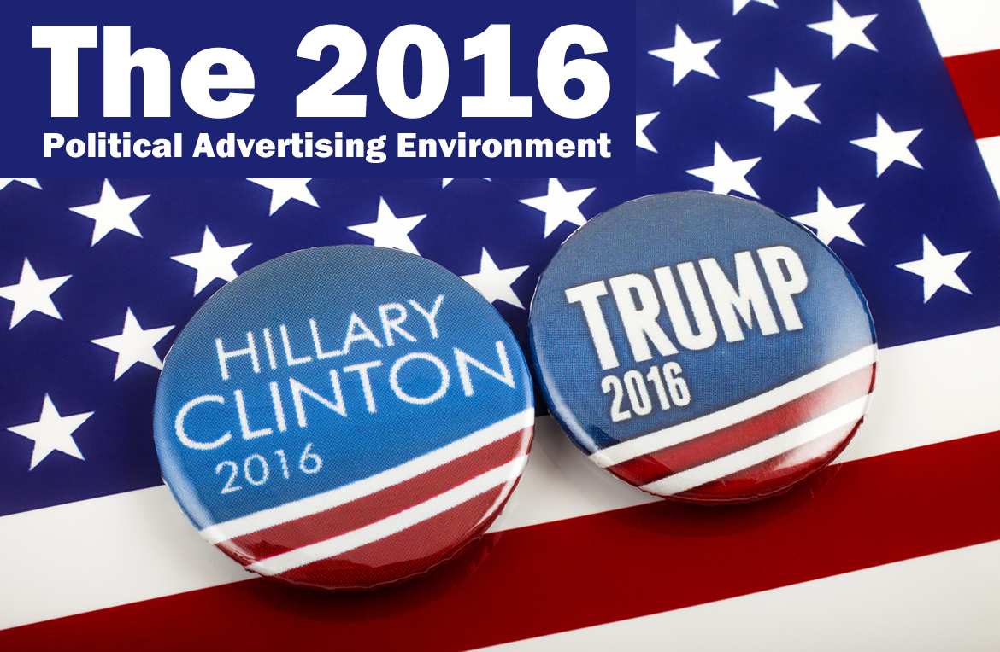 The 2016
Political Advertising Environment
HILLARY
CLINTON
2016
TRUMP
2016